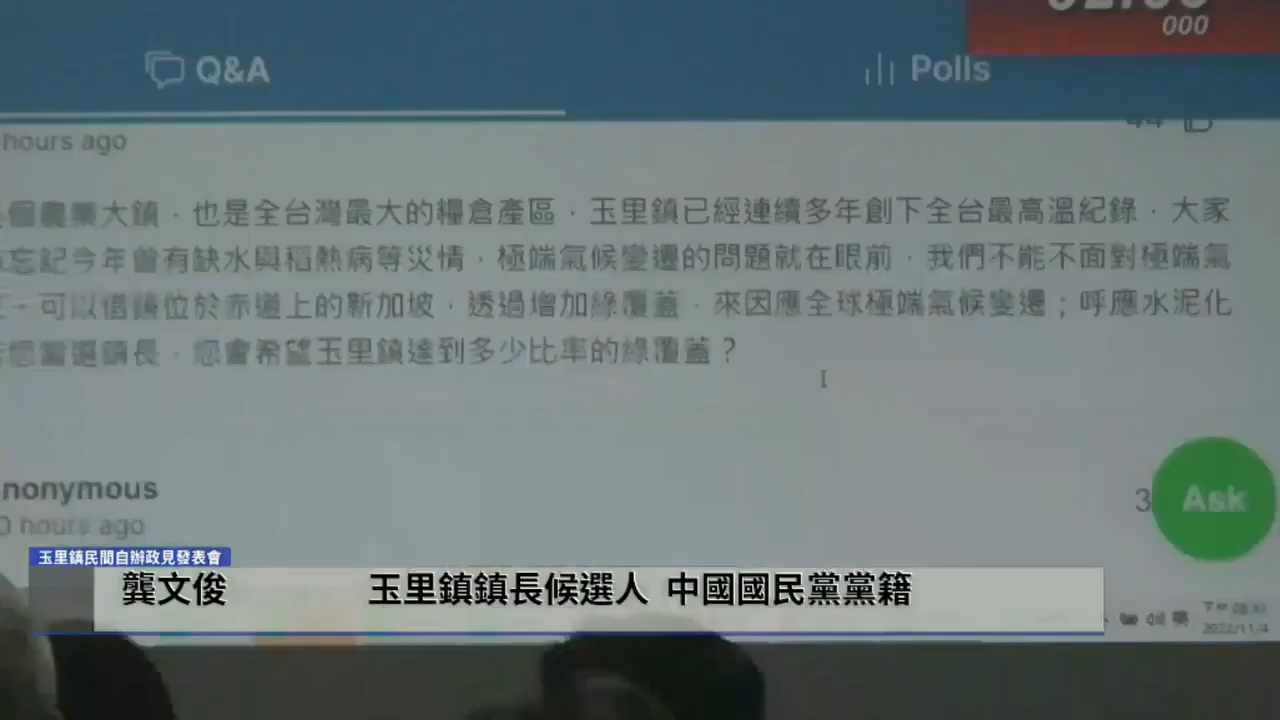 000
Q&A
Polls
hours ago
44
個農業大鎮，也是全台灣最大的糧倉產區，玉里鎮已經連續多年創下全台最高溫紀錄，大家
忘記今年曾有缺水與稻熱病等災情，極端氣候變遷的問題就在眼前，我們不能不面對極端氣
可以借鏡位於赤道上的新加坡，透過增加綠覆蓋，來因應全球極端氣候變遷；呼應水泥化
您當選鎮長，您會希望玉里鎮達到多少比率的綠覆蓋？
nonymous
0 hours ago
3
Ask
玉里鎮民間自辦政見發表會
龔文俊 玉里鎮鎮長候選人 中國國民黨黨籍
英
2022/11/4